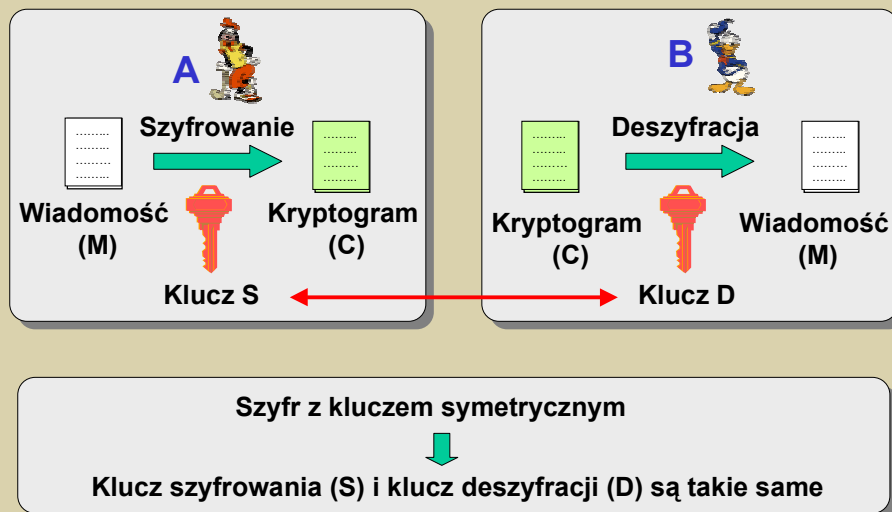 A
Szyfrowanie
........
........
........
........
........
........
........
........
Wiadomość
(M)
Kryptogram
(C)
Klucz S
B
Deszyfracja
........
........
........
........
........
........
........
........
Kryptogram
(C)
Wiadomość
(M)
Klucz D
Szyfr z kluczem symetrycznym
Klucz szyfrowania (S) i klucz deszyfracji (D) są takie same